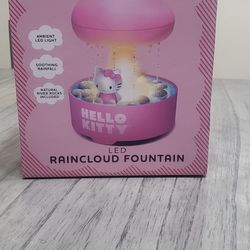 AMBIENT
LED LIGHT
SOOTHING
RAINFALL
NATURAL
RIVER ROCKS
INCLUDED
HELLO
KITTY
LED
RAINCLOUD FOUNTAIN